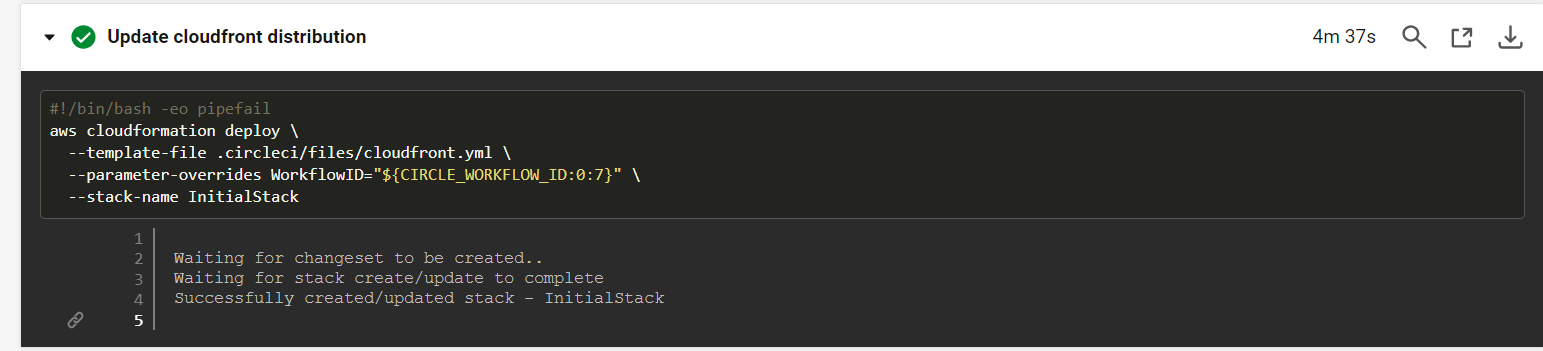 Update cloudfront distribution 4m 37s
#!/bin/bash -eo pipefail
aws cloudformation deploy \
  --template-file .circleci/files/cloudfront.yml \
  --parameter-overrides WorkflowID="${CIRCLE_WORKFLOW_ID:0:7}" \
  --stack-name InitialStack
1
2 Waiting for changeset to be created..
3 Waiting for stack create/update to complete
4 Successfully created/updated stack - InitialStack
5